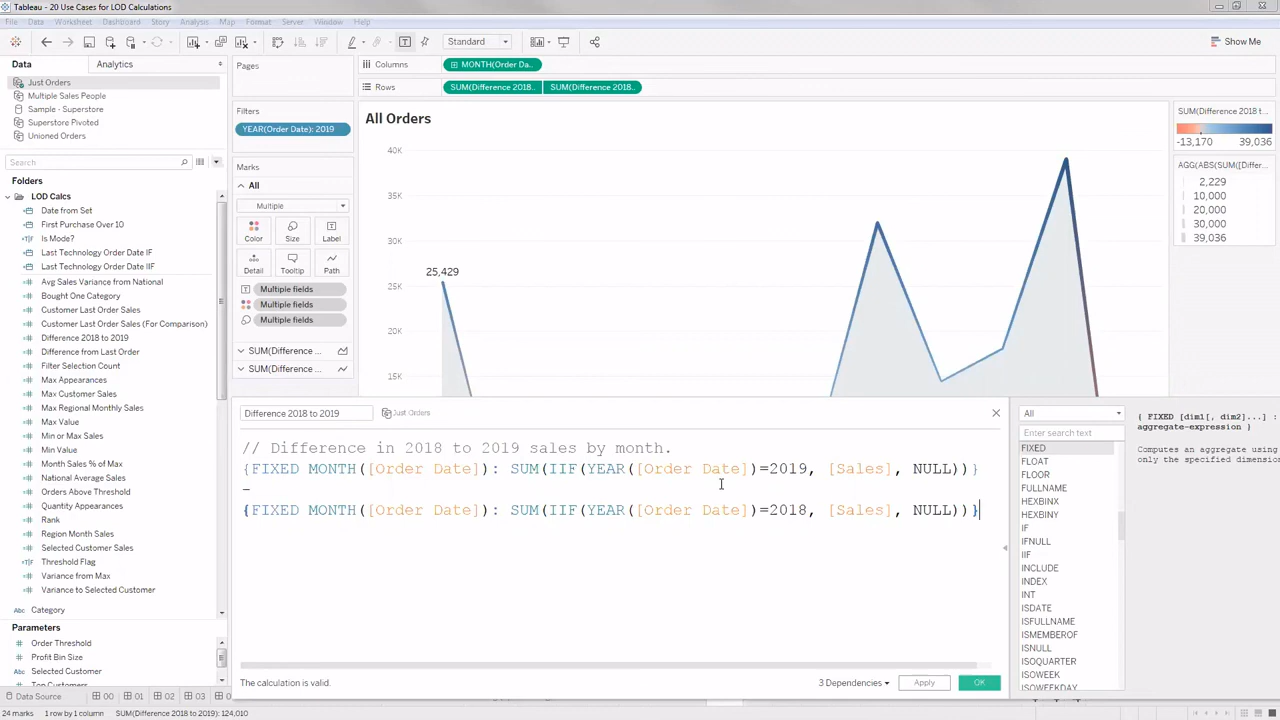 Tableau - 20 Use Cases for LOD Calculations
File Data Worksheet Dashboard Story Analysis Map Format Server Window Help
Standard
Show Me
Data Analytics
Just Orders
Multiple Sales People
Sample - Superstore
Superstore Pivoted
Unioned Orders
Search
Folders
LOD Calcs
Date from Set
First Purchase Over 10
Is Mode?
Last Technology Order Date IF
Last Technology Order Date IIF
Avg Sales Variance from National
Bought One Category
Customer Last Order Sales
Customer Last Order Sales (For Comparison)
Difference 2018 to 2019
Difference from Last Order
Filter Selection Count
Max Appearances
Max Customer Sales
Max Regional Monthly Sales
Max Value
Min or Max Sales
Min Value
Month Sales % of Max
National Average Sales
Orders Above Threshold
Quantity Appearances
Rank
Region Month Sales
Selected Customer Sales
Threshold Flag
Variance from Max
Variance to Selected Customer
Abc Category
Parameters
Order Threshold
Profit Bin Size
Abc Selected Customer
Pages
Filters
YEAR(Order Date): 2019
Marks
All
Multiple
Color Size Label
Detail Tooltip Path
Multiple fields
Multiple fields
Multiple fields
SUM(Difference ...
SUM(Difference ...
Columns MONTH(Order Da..
Rows SUM(Difference 2018.. SUM(Difference 2018..
All Orders
40K
35K
30K
25K
20K
15K
25,429
SUM(Difference 2018 t..
-13,170 39,036
AGG(ABS(SUM([Differ...
2,229
10,000
20,000
30,000
39,036
Difference 2018 to 2019 Just Orders
// Difference in 2018 to 2019 sales by month.
{FIXED MONTH([Order Date]): SUM(IIF(YEAR([Order Date])=2019, [Sales], NULL))}
-
{FIXED MONTH([Order Date]): SUM(IIF(YEAR([Order Date])=2018, [Sales], NULL))}
The calculation is valid.
3 Dependencies
Apply
OK
All
Enter search text
FIXED
FLOAT
FLOOR
FULLNAME
HEXBINX
HEXBINY
IF
IFNULL
IIF
INCLUDE
INDEX
INT
ISDATE
ISFULLNAME
ISMEMBEROF
ISNULL
ISOQUARTER
ISOWEEK
ISOWEEKDAY
{ FIXED [dim1[, dim2]...] :
aggregate-expression }
Computes an aggregate using
only the specified dimension
Data Source 00 01 02 03
24 marks 1 row by 1 column SUM(Difference 2018 to 2019): 124,010